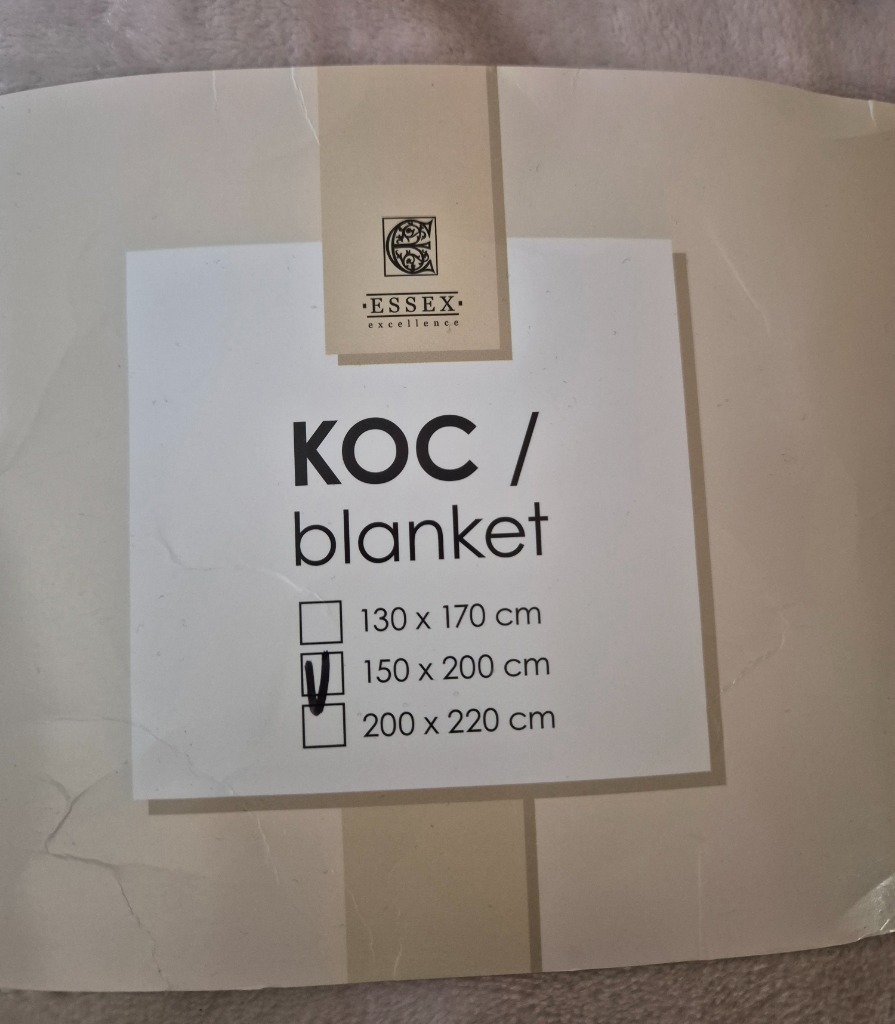 ESSEX
excellence
KOC /
blanket
130 x 170 cm
150 x 200 cm
200 x 220 cm